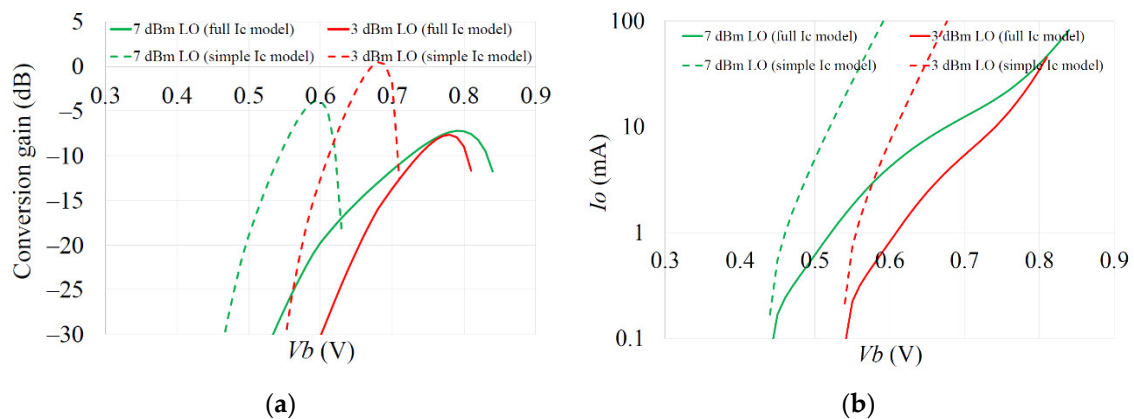 5
0
−5
−10
−15
−20
−25
−30
Conversion gain (dB)
7 dBm LO (full Ic model)
3 dBm LO (full Ic model)
7 dBm LO (simple Ic model)
3 dBm LO (simple Ic model)
0.3 0.4 0.5 0.6 0.7 0.8 0.9
Vb (V)
(a)
100
10
1
0.1
Io (mA)
7 dBm LO (full Ic model)
3 dBm LO (full Ic model)
7 dBm LO (simple Ic model)
3 dBm LO (simple Ic model)
0.3 0.4 0.5 0.6 0.7 0.8 0.9
Vb (V)
(b)